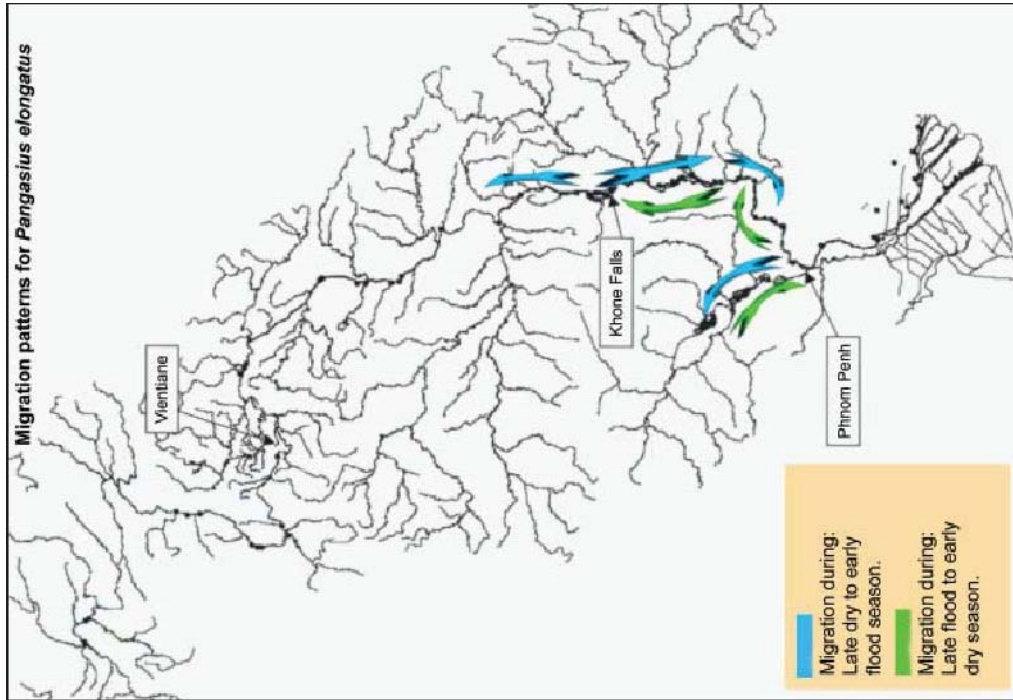 Migration patterns for Pangasius elongatus
Vientiane
Khone Falls
Phnom Penh
Migration during:
Late dry to early
flood season.
Migration during:
Late flood to early
dry season.